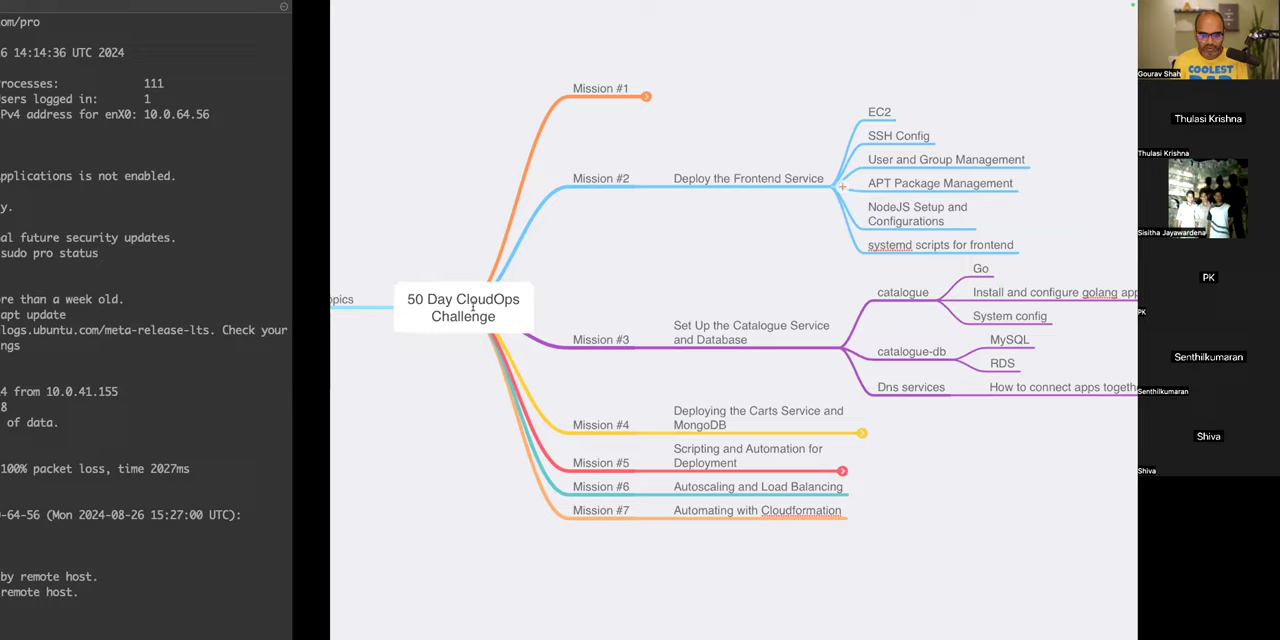 om/pro
6 14:14:36 UTC 2024
rocesses: 111
sers logged in: 1
Pv4 address for enX0: 10.0.64.56
pplications is not enabled.
y.
al future security updates.
sudo pro status
ore than a week old.
apt update
logs.ubuntu.com/meta-release-lts. Check your
ngs
4 from 10.0.41.155
8
of data.
100% packet loss, time 2027ms
-64-56 (Mon 2024-08-26 15:27:00 UTC):
by remote host.
remote host.
opics
50 Day CloudOps
Challenge
Mission #1
Mission #2
Deploy the Frontend Service
EC2
SSH Config
User and Group Management
APT Package Management
NodeJS Setup and
Configurations
systemd scripts for frontend
Mission #3
Set Up the Catalogue Service
and Database
catalogue
Go
Install and configure golang app
System config
catalogue-db
MySQL
RDS
Dns services
How to connect apps togeth
Mission #4
Deploying the Carts Service and
MongoDB
Mission #5
Scripting and Automation for
Deployment
Mission #6
Autoscaling and Load Balancing
Mission #7
Automating with Cloudformation
COOLEST
Gourav Shah
Thulasi Krishna
Thulasi Krishna
Sisitha Jayawardena
PK
PK
Senthilkumaran
Senthilkumaran
Shiva
Shiva